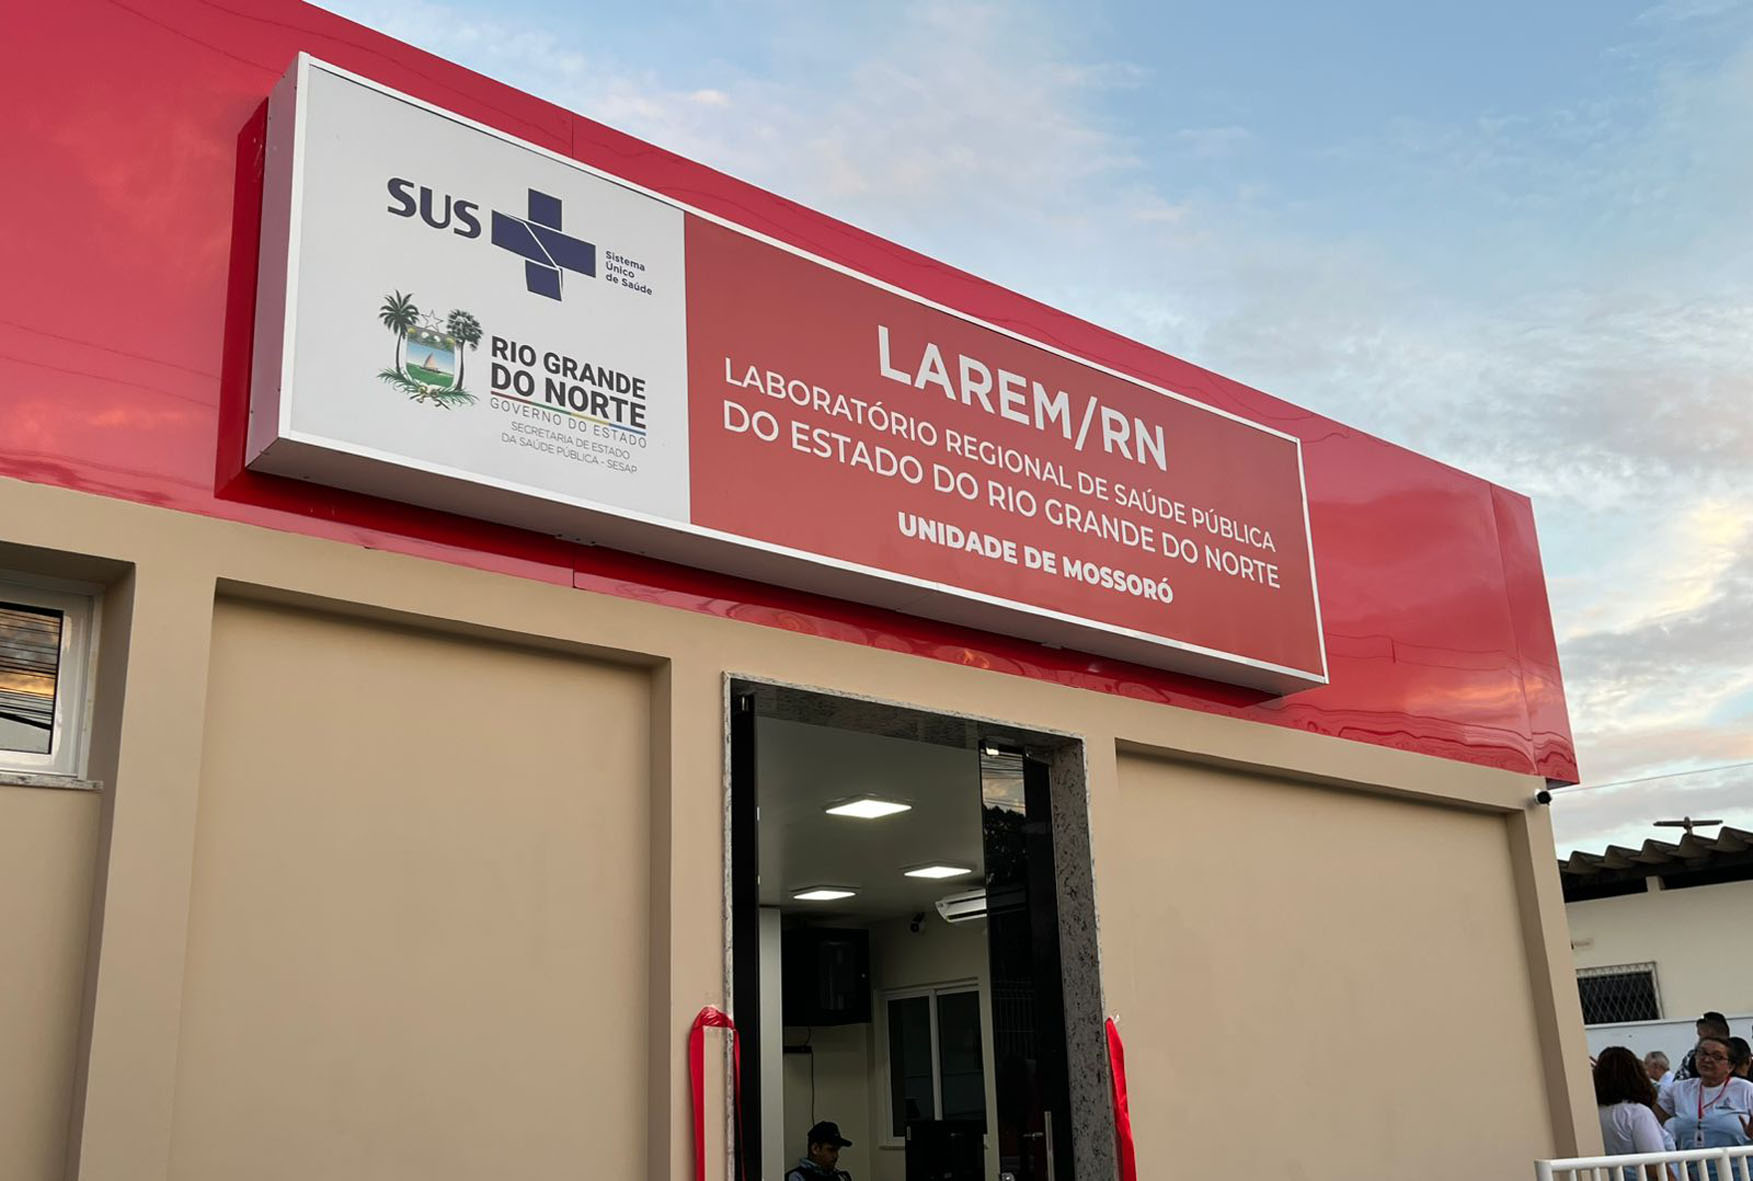 SUS
Sistema
Único
de Saúde
RIO GRANDE
DO NORTE
GOVERNO DO ESTADO
SECRETARIA DE ESTADO
DA SAÚDE PÚBLICA - SESAP
LAREM/RN
LABORATÓRIO REGIONAL DE SAÚDE PÚBLICA
DO ESTADO DO RIO GRANDE DO NORTE
UNIDADE DE MOSSORÓ